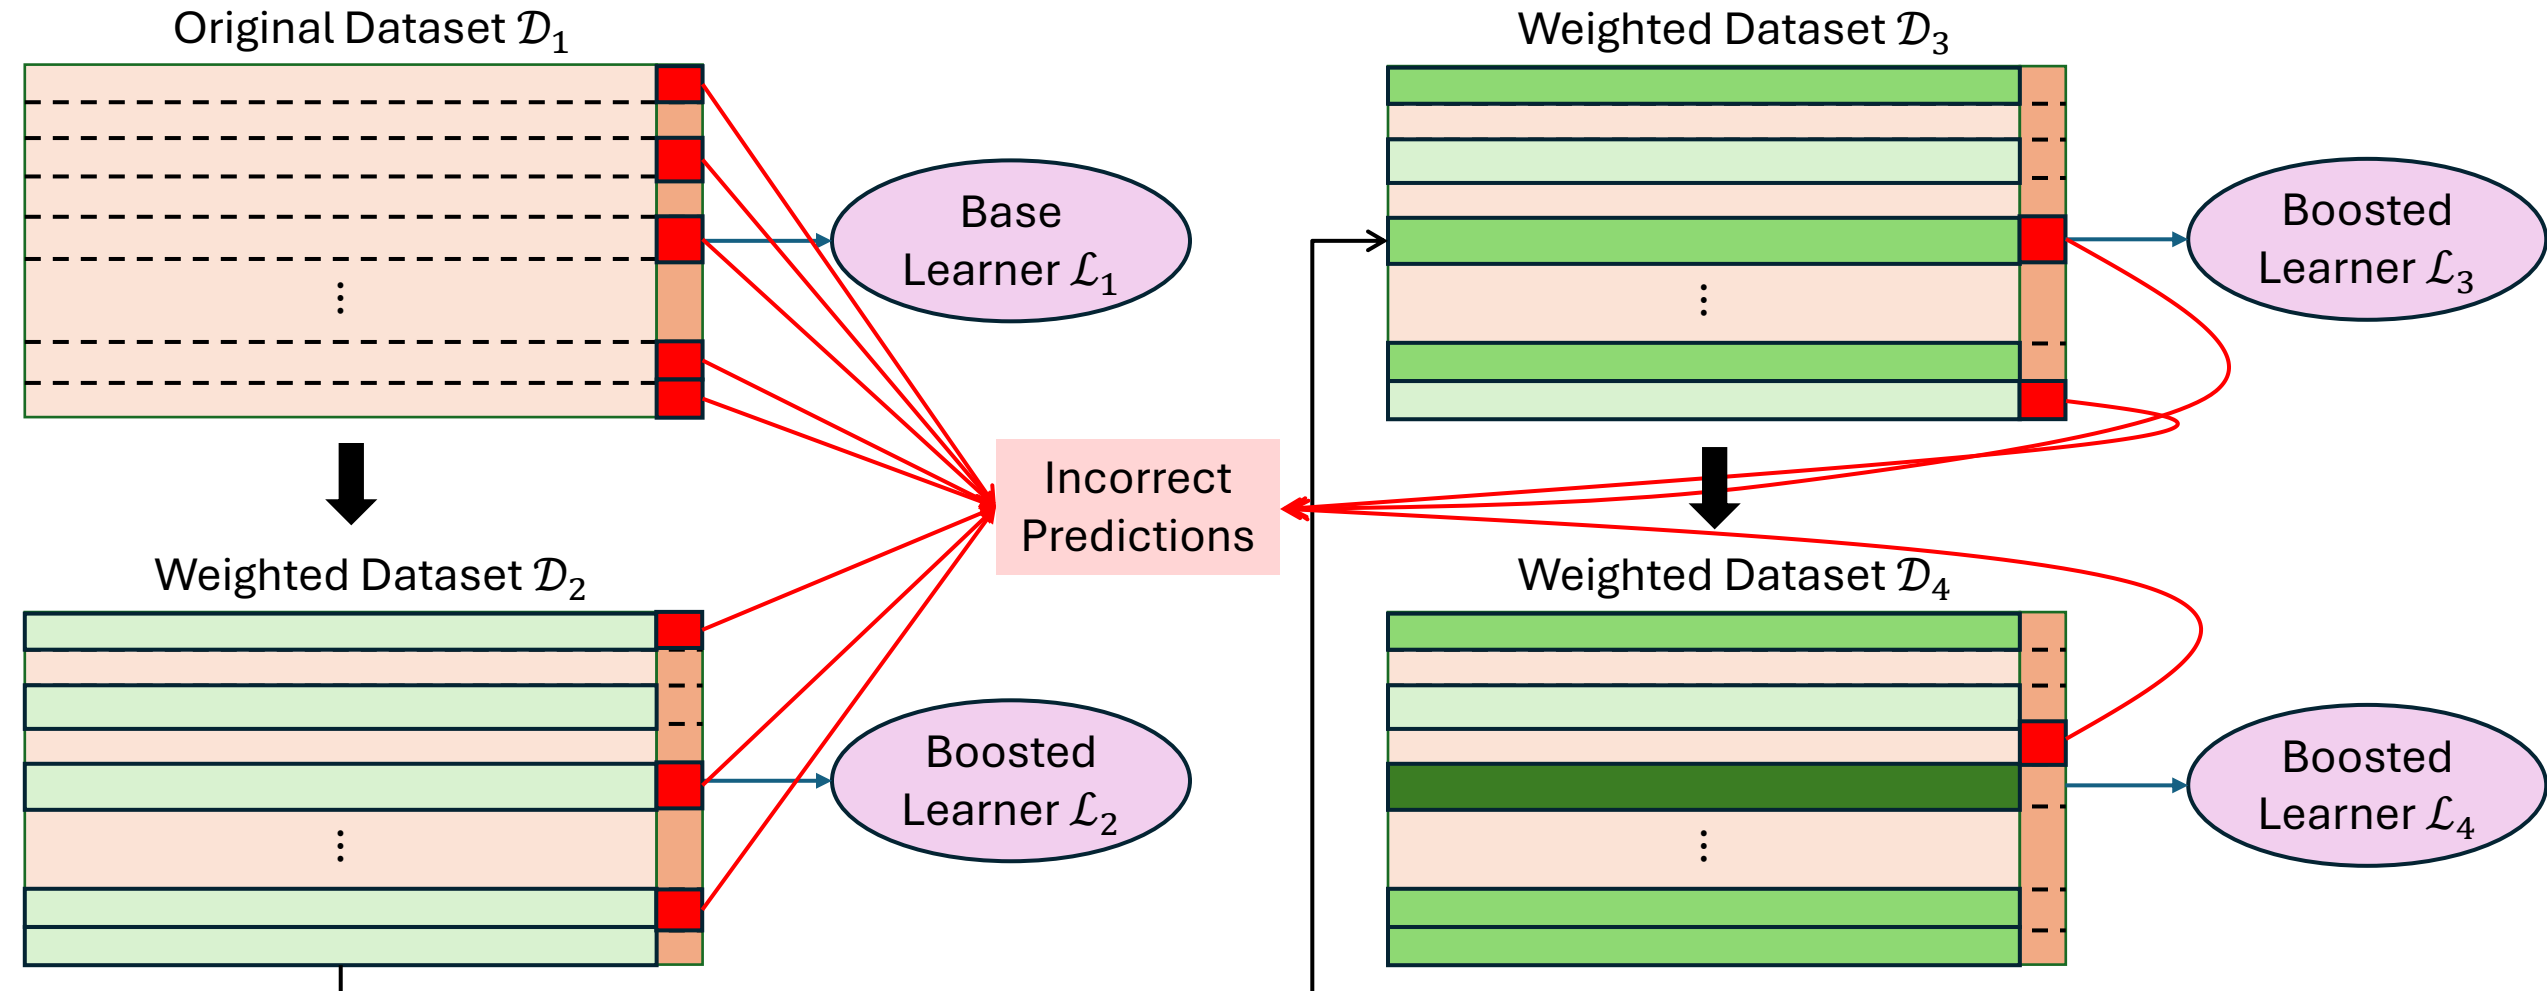 Original Dataset 𝒟₁
Base
Learner ℒ₁
Weighted Dataset 𝒟₂
Boosted
Learner ℒ₂
Incorrect
Predictions
Weighted Dataset 𝒟₃
Boosted
Learner ℒ₃
Weighted Dataset 𝒟₄
Boosted
Learner ℒ₄